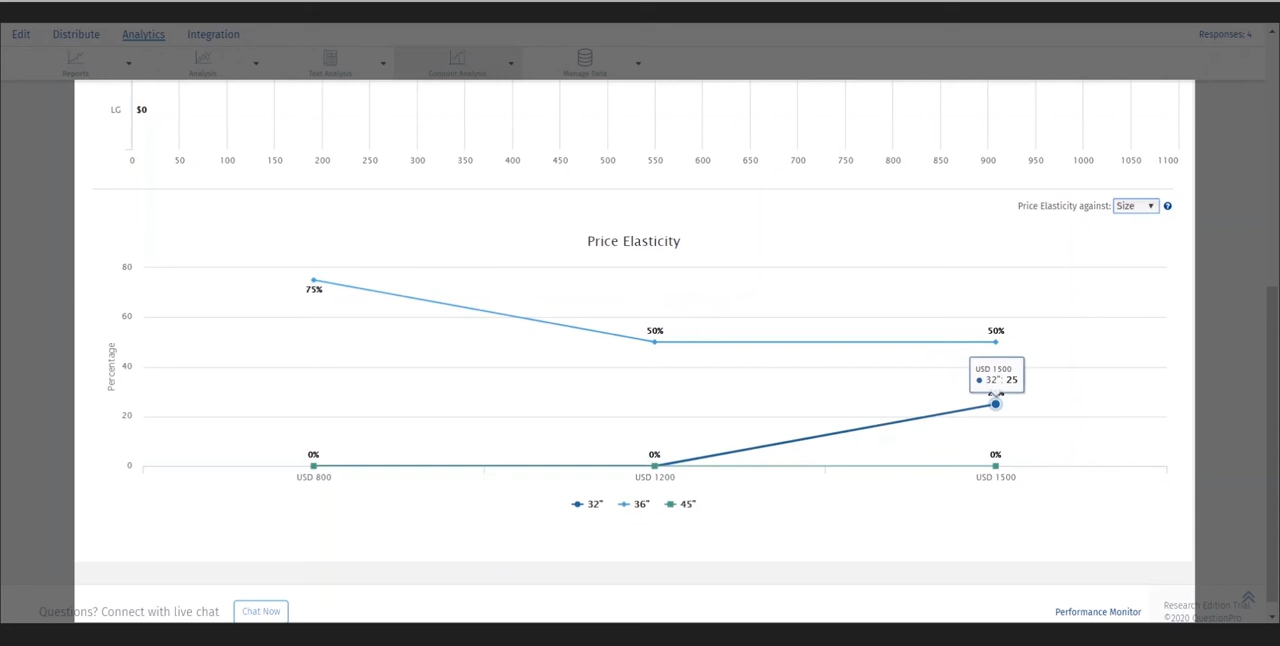 Edit Distribute Analytics Integration Responses: 4
Reports Analysis Text Analysis Conjoint Analysis Manage Data
LG $0
0 50 100 150 200 250 300 350 400 450 500 550 600 650 700 750 800 850 900 950 1000 1050 1100
Price Elasticity against: Size
Price Elasticity
80
75%
60
50% 50%
Percentage
40
USD 1500
32": 25
20
0% 0% 0%
0
USD 800 USD 1200 USD 1500
32" 36" 45"
Questions? Connect with live chat Chat Now
Performance Monitor
Research Edition Trial
©2020 QuestionPro